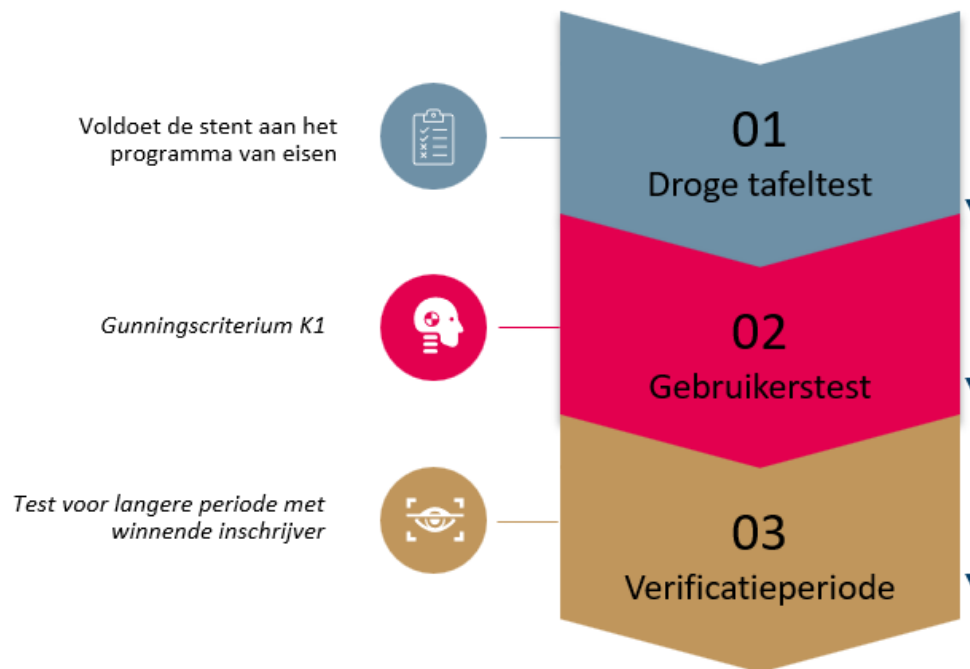 Voldoet de stent aan het
programma van eisen
01
Droge tafeltest
Gunningscriterium K1
02
Gebruikerstest
Test voor langere periode met
winnende inschrijver
03
Verificatieperiode